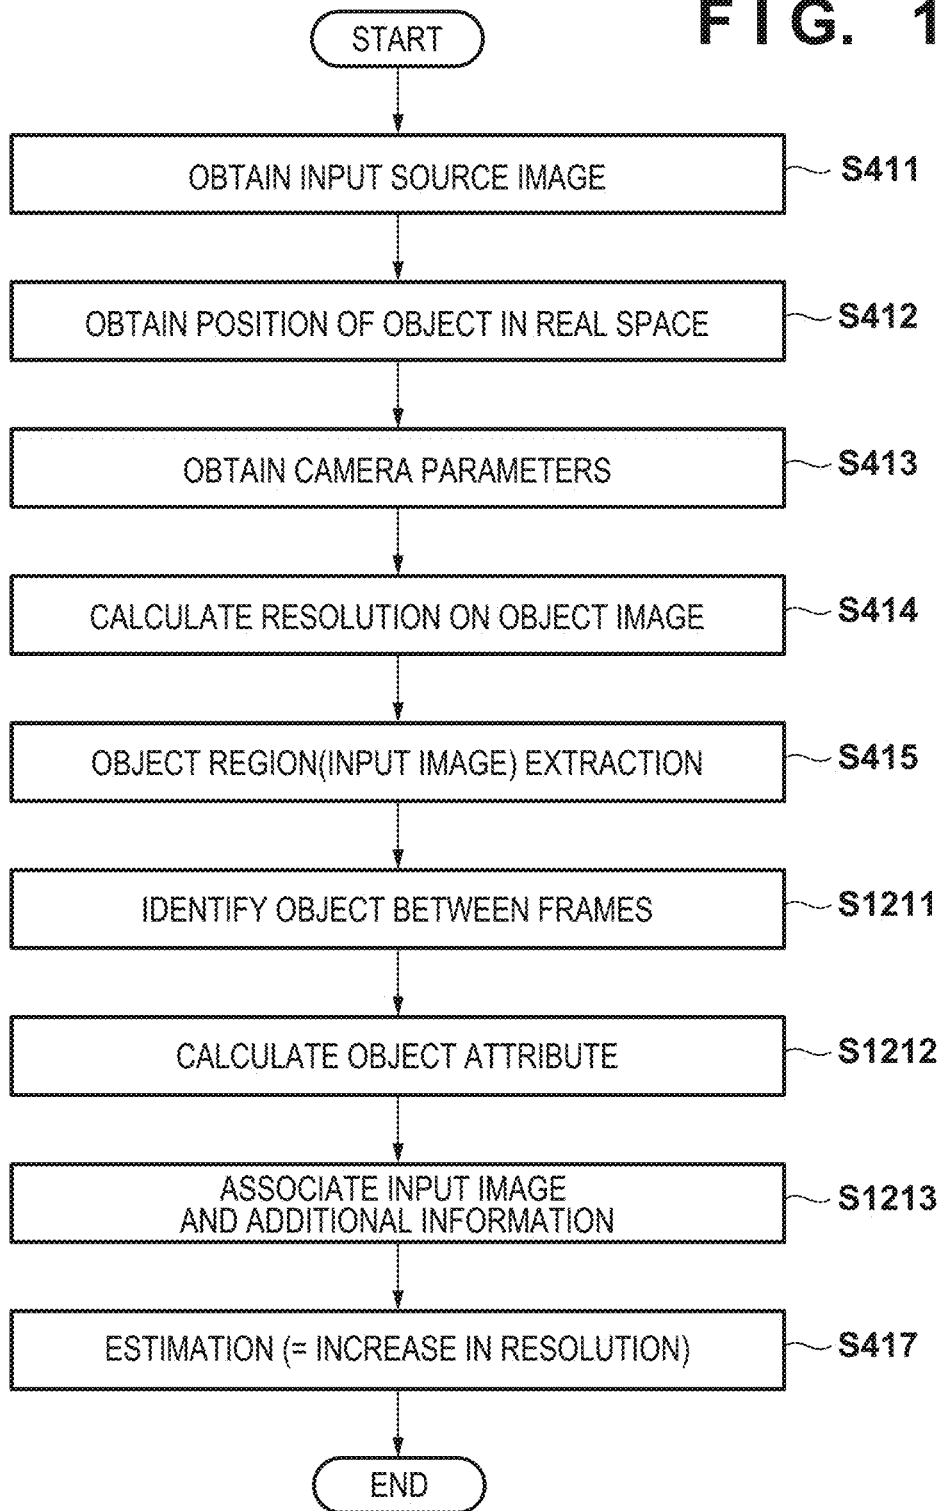 FIG. 1
START
OBTAIN INPUT SOURCE IMAGE
S411
OBTAIN POSITION OF OBJECT IN REAL SPACE
S412
OBTAIN CAMERA PARAMETERS
S413
CALCULATE RESOLUTION ON OBJECT IMAGE
S414
OBJECT REGION(INPUT IMAGE) EXTRACTION
S415
IDENTIFY OBJECT BETWEEN FRAMES
S1211
CALCULATE OBJECT ATTRIBUTE
S1212
ASSOCIATE INPUT IMAGE
AND ADDITIONAL INFORMATION
S1213
ESTIMATION (= INCREASE IN RESOLUTION)
S417
END